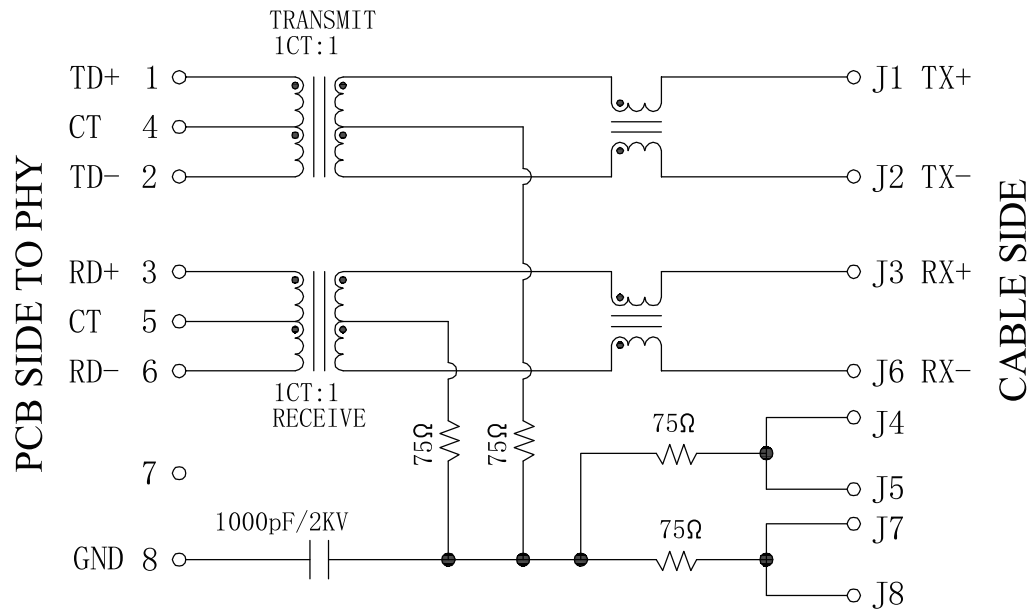 TRANSMIT
1CT:1
TD+ 1
CT 4
TD- 2
J1 TX+
J2 TX-
PCB SIDE TO PHY
CABLE SIDE
RD+ 3
CT 5
RD- 6
J3 RX+
J6 RX-
1CT:1
RECEIVE
75Ω
75Ω
75Ω
J4
J5
7
1000pF/2KV
75Ω
GND 8
J7
J8